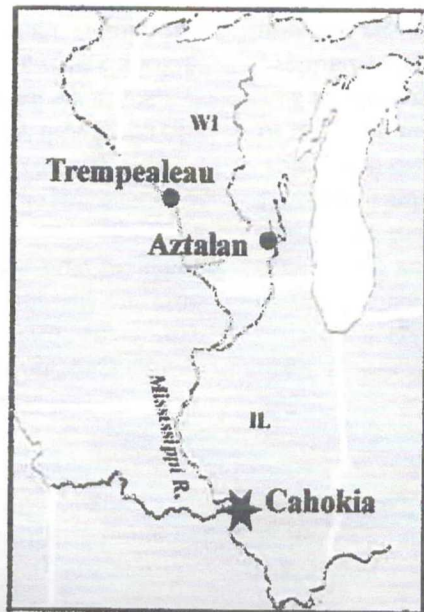 WI
Trempealeau
Aztalan
Mississippi R.
IL
Cahokia